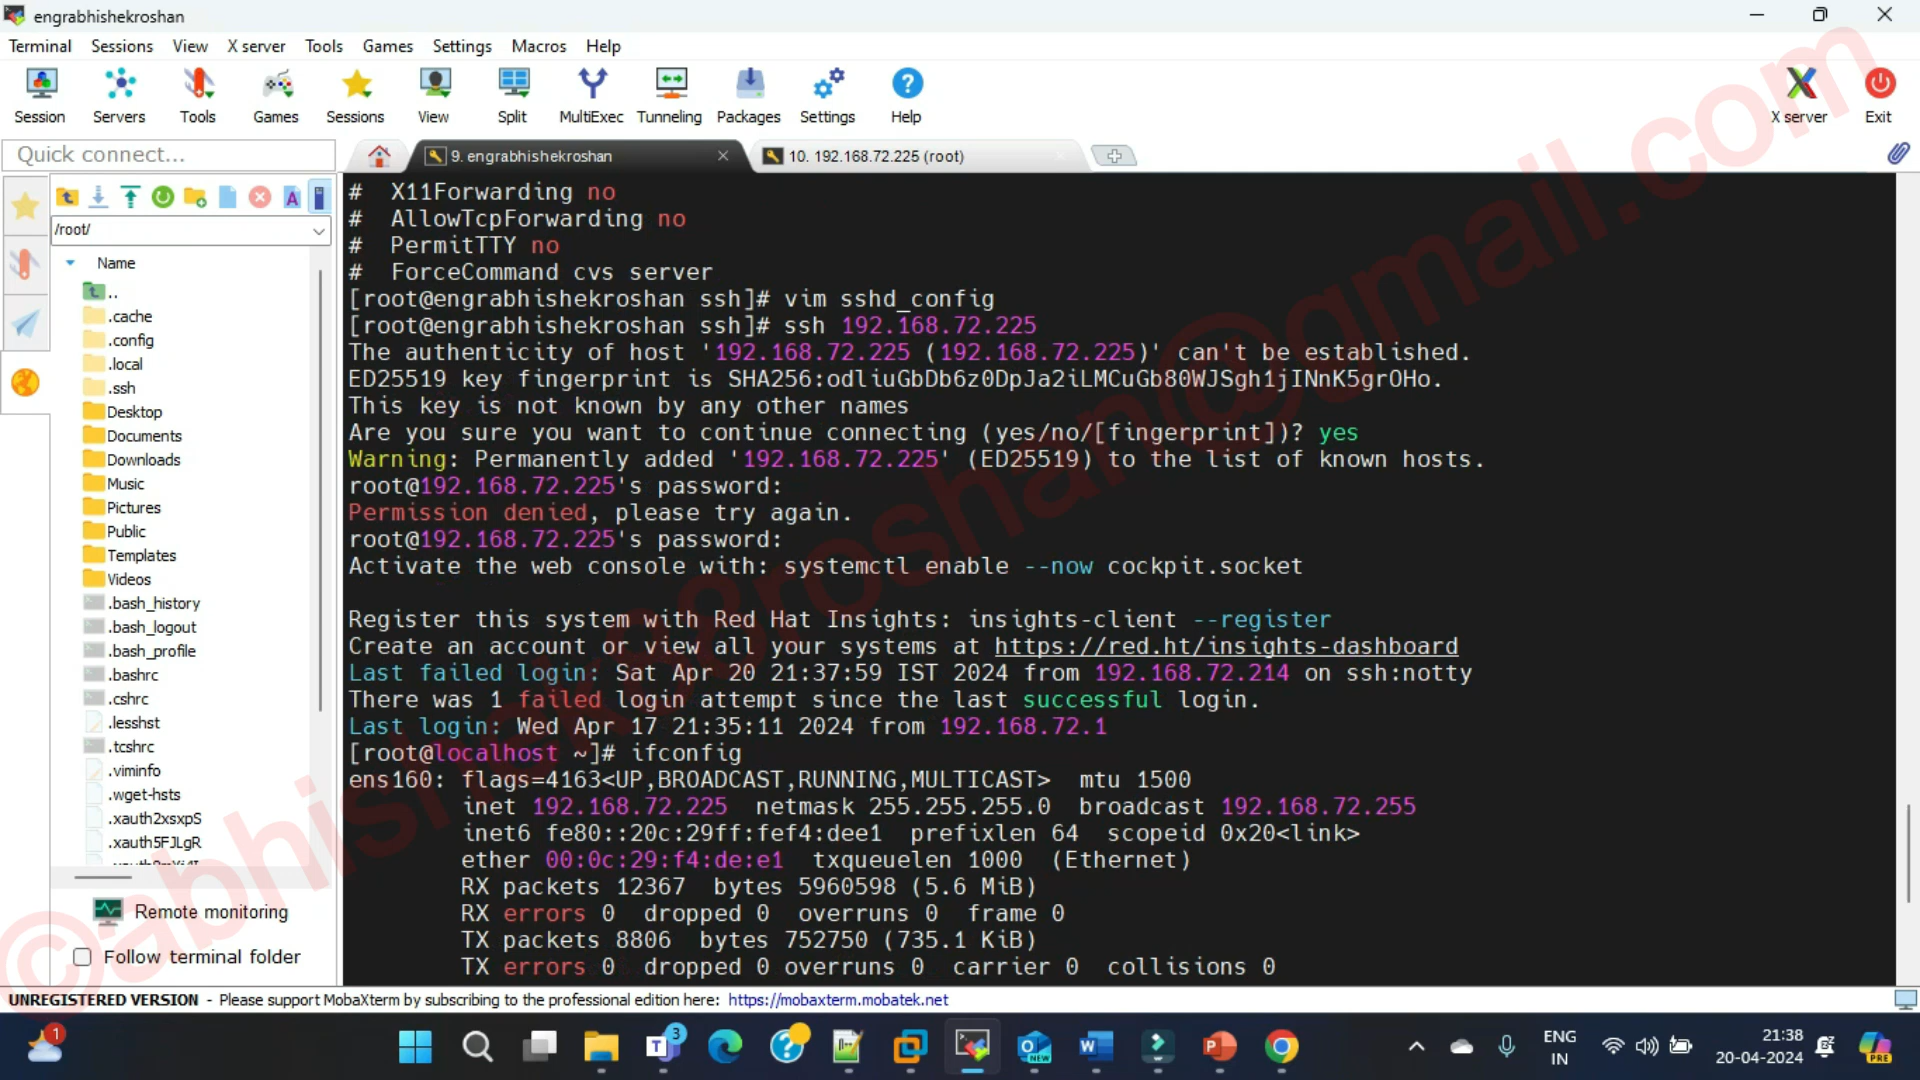 engrabhishekroshan
Terminal Sessions View X server Tools Games Settings Macros Help
Session Servers Tools Games Sessions View Split MultiExec Tunneling Packages Settings Help X server Exit
Quick connect...
9. engrabhishekroshan
10. 192.168.72.225 (root)
/root/
Name
..
.cache
.config
.local
.ssh
Desktop
Documents
Downloads
Music
Pictures
Public
Templates
Videos
.bash_history
.bash_logout
.bash_profile
.bashrc
.cshrc
.lesshst
.tcshrc
.viminfo
.wget-hsts
.xauth2xsxpS
.xauth5FJLgR
Remote monitoring
Follow terminal folder
#  X11Forwarding no
#  AllowTcpForwarding no
#  PermitTTY no
#  ForceCommand cvs server
[root@engrabhishekroshan ssh]# vim sshd_config
[root@engrabhishekroshan ssh]# ssh 192.168.72.225
The authenticity of host '192.168.72.225 (192.168.72.225)' can't be established.
ED25519 key fingerprint is SHA256:odliuGbDb6z0DpJa2iLMCuGb80WJSgh1jINnK5grOHo.
This key is not known by any other names
Are you sure you want to continue connecting (yes/no/[fingerprint])? yes
Warning: Permanently added '192.168.72.225' (ED25519) to the list of known hosts.
root@192.168.72.225's password:
Permission denied, please try again.
root@192.168.72.225's password:
Activate the web console with: systemctl enable --now cockpit.socket
Register this system with Red Hat Insights: insights-client --register
Create an account or view all your systems at https://red.ht/insights-dashboard
Last failed login: Sat Apr 20 21:37:59 IST 2024 from 192.168.72.214 on ssh:notty
There was 1 failed login attempt since the last successful login.
Last login: Wed Apr 17 21:35:11 2024 from 192.168.72.1
[root@localhost ~]# ifconfig
ens160: flags=4163<UP,BROADCAST,RUNNING,MULTICAST>  mtu 1500
inet 192.168.72.225  netmask 255.255.255.0  broadcast 192.168.72.255
inet6 fe80::20c:29ff:fef4:dee1  prefixlen 64  scopeid 0x20<link>
ether 00:0c:29:f4:de:e1  txqueuelen 1000  (Ethernet)
RX packets 12367  bytes 5960598 (5.6 MiB)
RX errors 0  dropped 0  overruns 0  frame 0
TX packets 8806  bytes 752750 (735.1 KiB)
TX errors 0  dropped 0 overruns 0  carrier 0  collisions 0
UNREGISTERED VERSION - Please support MobaXterm by subscribing to the professional edition here: https://mobaxterm.mobatek.net
1
3
NEW
PRE
ENG
IN
21:38
20-04-2024
©abhishek98roshan@gmail.com